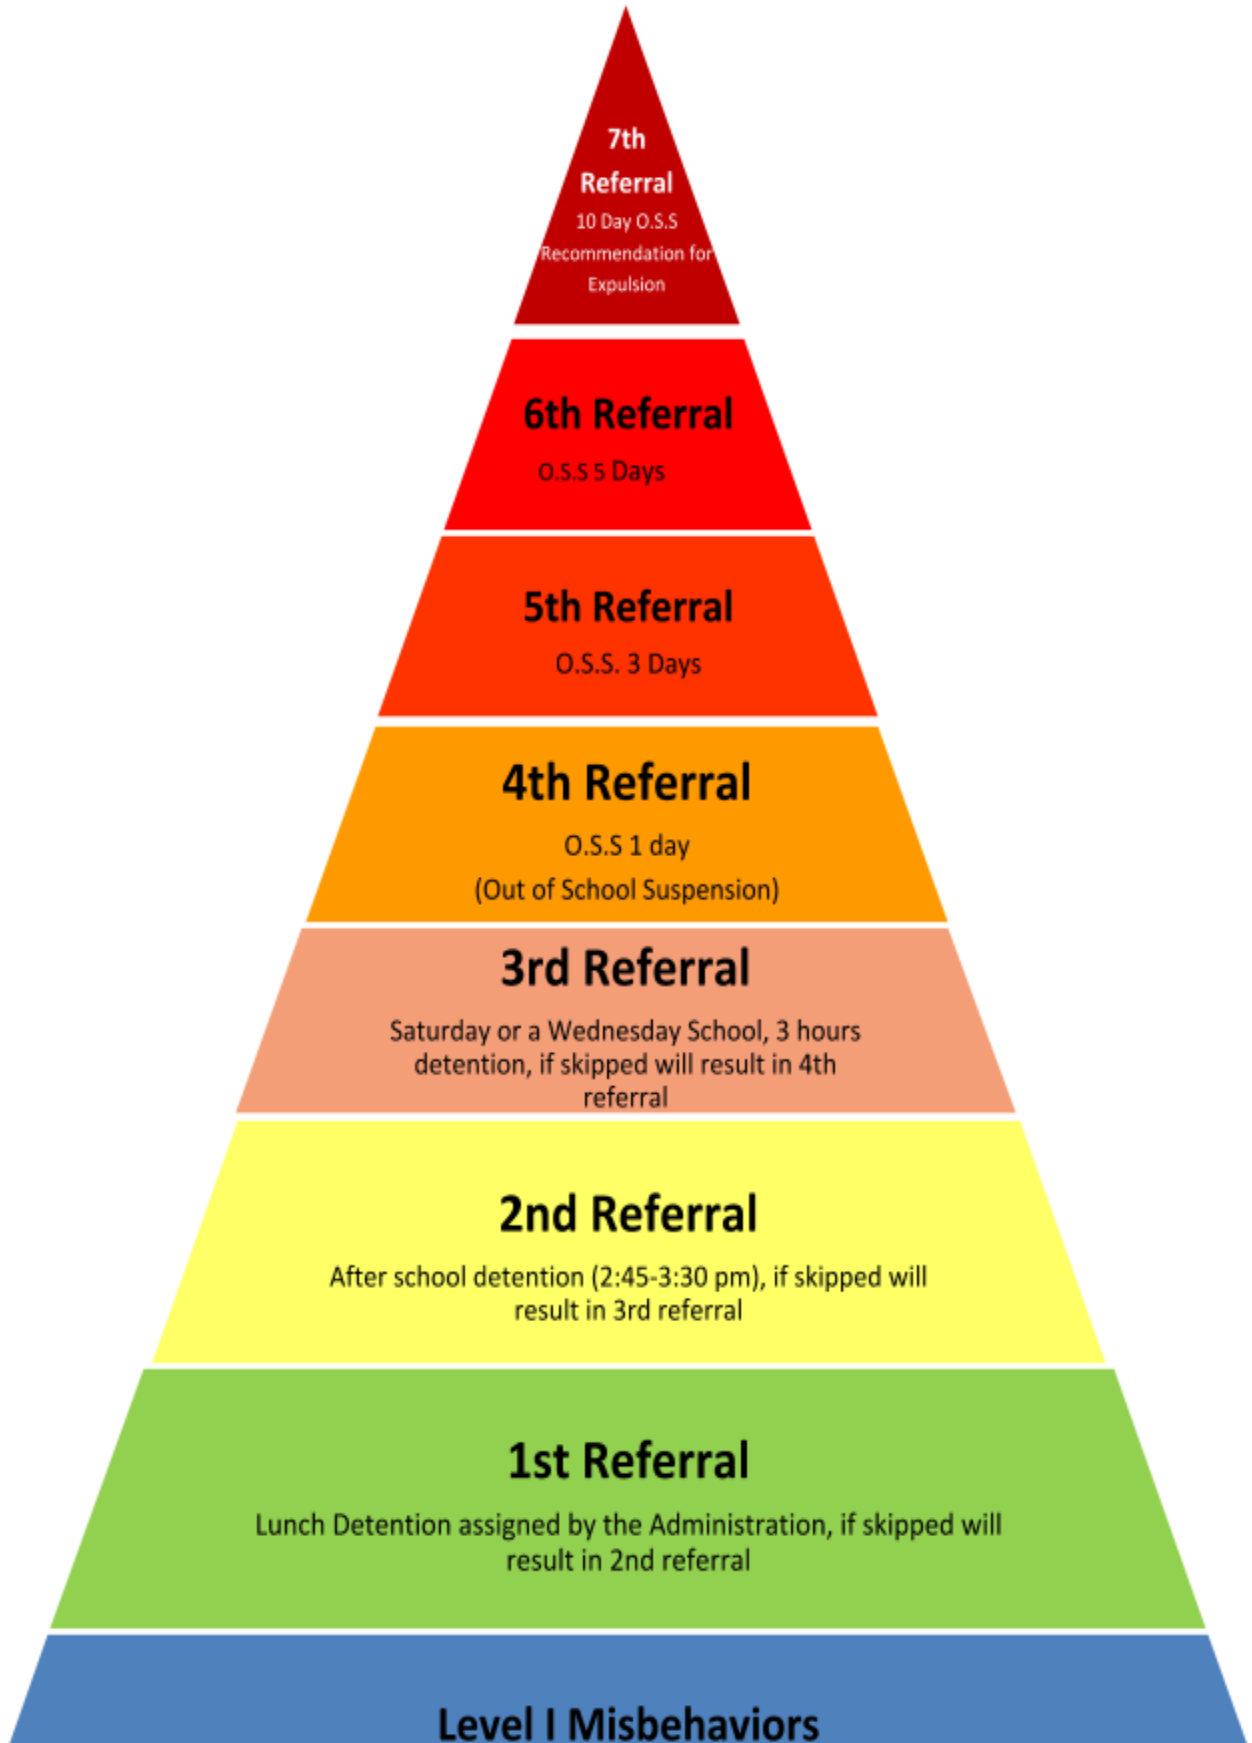 7th
Referral
10 Day O.S.S
Recommendation for
Expulsion
6th Referral
O.S.S 5 Days
5th Referral
O.S.S. 3 Days
4th Referral
O.S.S 1 day
(Out of School Suspension)
3rd Referral
Saturday or a Wednesday School, 3 hours
detention, if skipped will result in 4th
referral
2nd Referral
After school detention (2:45-3:30 pm), if skipped will
result in 3rd referral
1st Referral
Lunch Detention assigned by the Administration, if skipped will
result in 2nd referral
Level I Misbehaviors